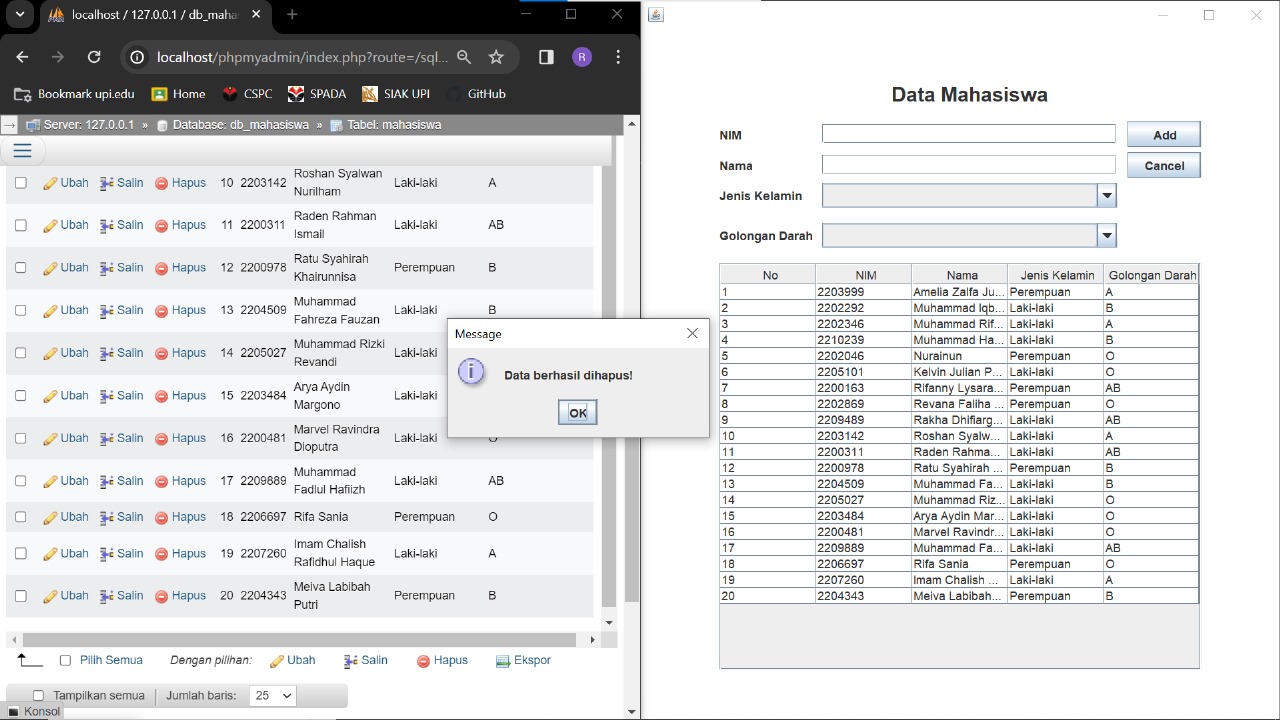 localhost / 127.0.0.1 / db_maha
localhost/phpmyadmin/index.php?route=/sql...
R
Bookmark upi.edu
Home
CSPC
SPADA
SIAK UPI
GitHub
Server: 127.0.0.1 » Database: db_mahasiswa » Tabel: mahasiswa
Ubah Salin Hapus 10 2203142 Roshan Syalwan Nurilham Laki-laki A
Ubah Salin Hapus 11 2200311 Raden Rahman Ismail Laki-laki AB
Ubah Salin Hapus 12 2200978 Ratu Syahirah Khairunnisa Perempuan B
Ubah Salin Hapus 13 2204509 Muhammad Fahreza Fauzan Laki-laki B
Ubah Salin Hapus 14 2205027 Muhammad Rizki Revandi Laki-laki
Ubah Salin Hapus 15 2203484 Arya Aydin Margono Laki-laki
Ubah Salin Hapus 16 2200481 Marvel Ravindra Dioputra Laki-laki O
Ubah Salin Hapus 17 2209889 Muhammad Fadlul Hafiizh Laki-laki AB
Ubah Salin Hapus 18 2206697 Rifa Sania Perempuan O
Ubah Salin Hapus 19 2207260 Imam Chalish Rafidhul Haque Laki-laki A
Ubah Salin Hapus 20 2204343 Meiva Labibah Putri Perempuan B
Pilih Semua Dengan pilihan: Ubah Salin Hapus Ekspor
Tampilkan semua Jumlah baris: 25
Konsol
Message
Data berhasil dihapus!
OK
Data Mahasiswa
NIM
Add
Nama
Cancel
Jenis Kelamin
Golongan Darah
No NIM Nama Jenis Kelamin Golongan Darah
1 2203999 Amelia Zalfa Ju... Perempuan A
2 2202292 Muhammad Iqb... Laki-laki B
3 2202346 Muhammad Rif... Laki-laki A
4 2210239 Muhammad Ha... Laki-laki B
5 2202046 Nurainun Perempuan O
6 2205101 Kelvin Julian P... Laki-laki O
7 2200163 Rifanny Lysara... Perempuan AB
8 2202869 Revana Faliha ... Perempuan O
9 2209489 Rakha Dhifiarg... Laki-laki AB
10 2203142 Roshan Syalw... Laki-laki A
11 2200311 Raden Rahma... Laki-laki AB
12 2200978 Ratu Syahirah ... Perempuan B
13 2204509 Muhammad Fa... Laki-laki B
14 2205027 Muhammad Riz... Laki-laki O
15 2203484 Arya Aydin Mar... Laki-laki O
16 2200481 Marvel Ravindr... Laki-laki O
17 2209889 Muhammad Fa... Laki-laki AB
18 2206697 Rifa Sania Perempuan O
19 2207260 Imam Chalish ... Laki-laki A
20 2204343 Meiva Labibah... Perempuan B